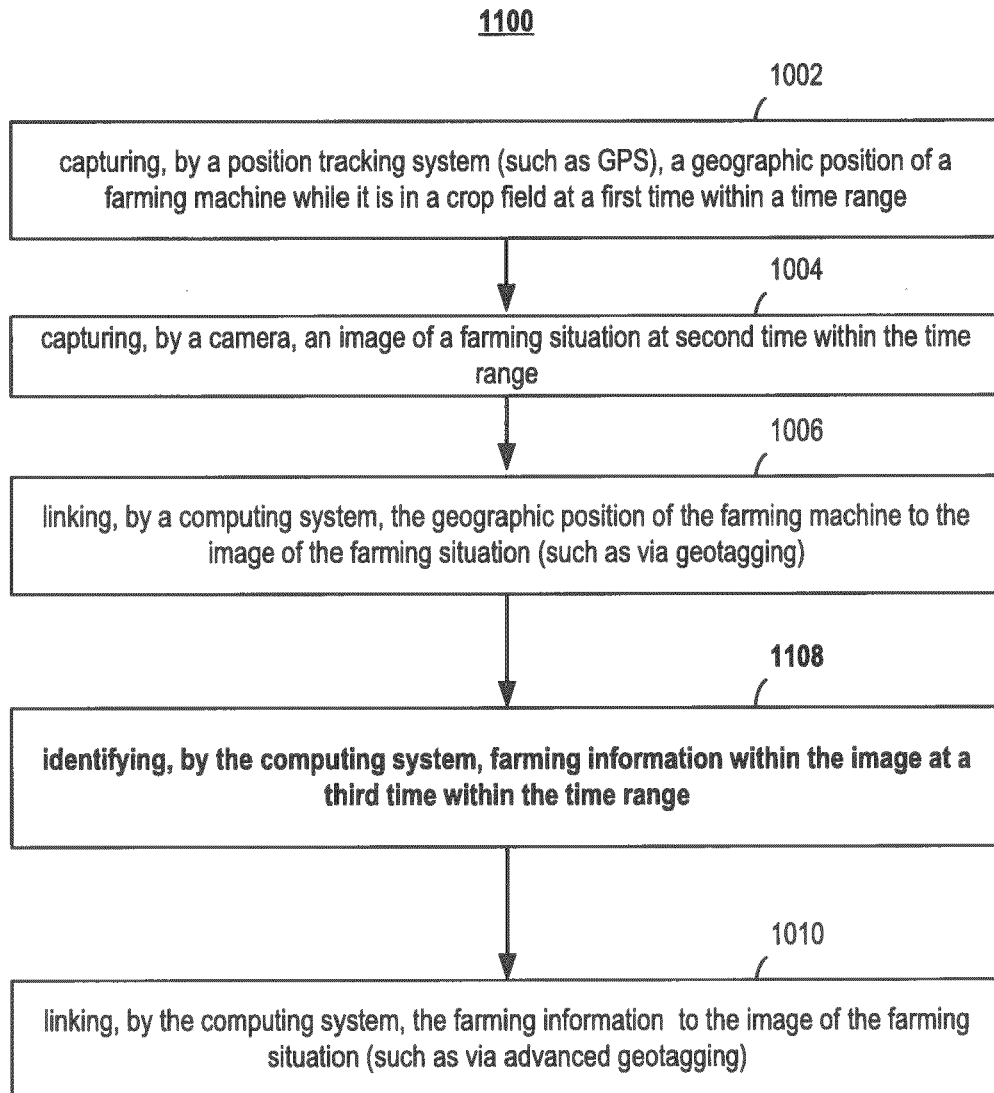 1100
1002
capturing, by a position tracking system (such as GPS), a geographic position of a
farming machine while it is in a crop field at a first time within a time range
1004
capturing, by a camera, an image of a farming situation at second time within the time
range
1006
linking, by a computing system, the geographic position of the farming machine to the
image of the farming situation (such as via geotagging)
1108
identifying, by the computing system, farming information within the image at a
third time within the time range
1010
linking, by the computing system, the farming information to the image of the farming
situation (such as via advanced geotagging)